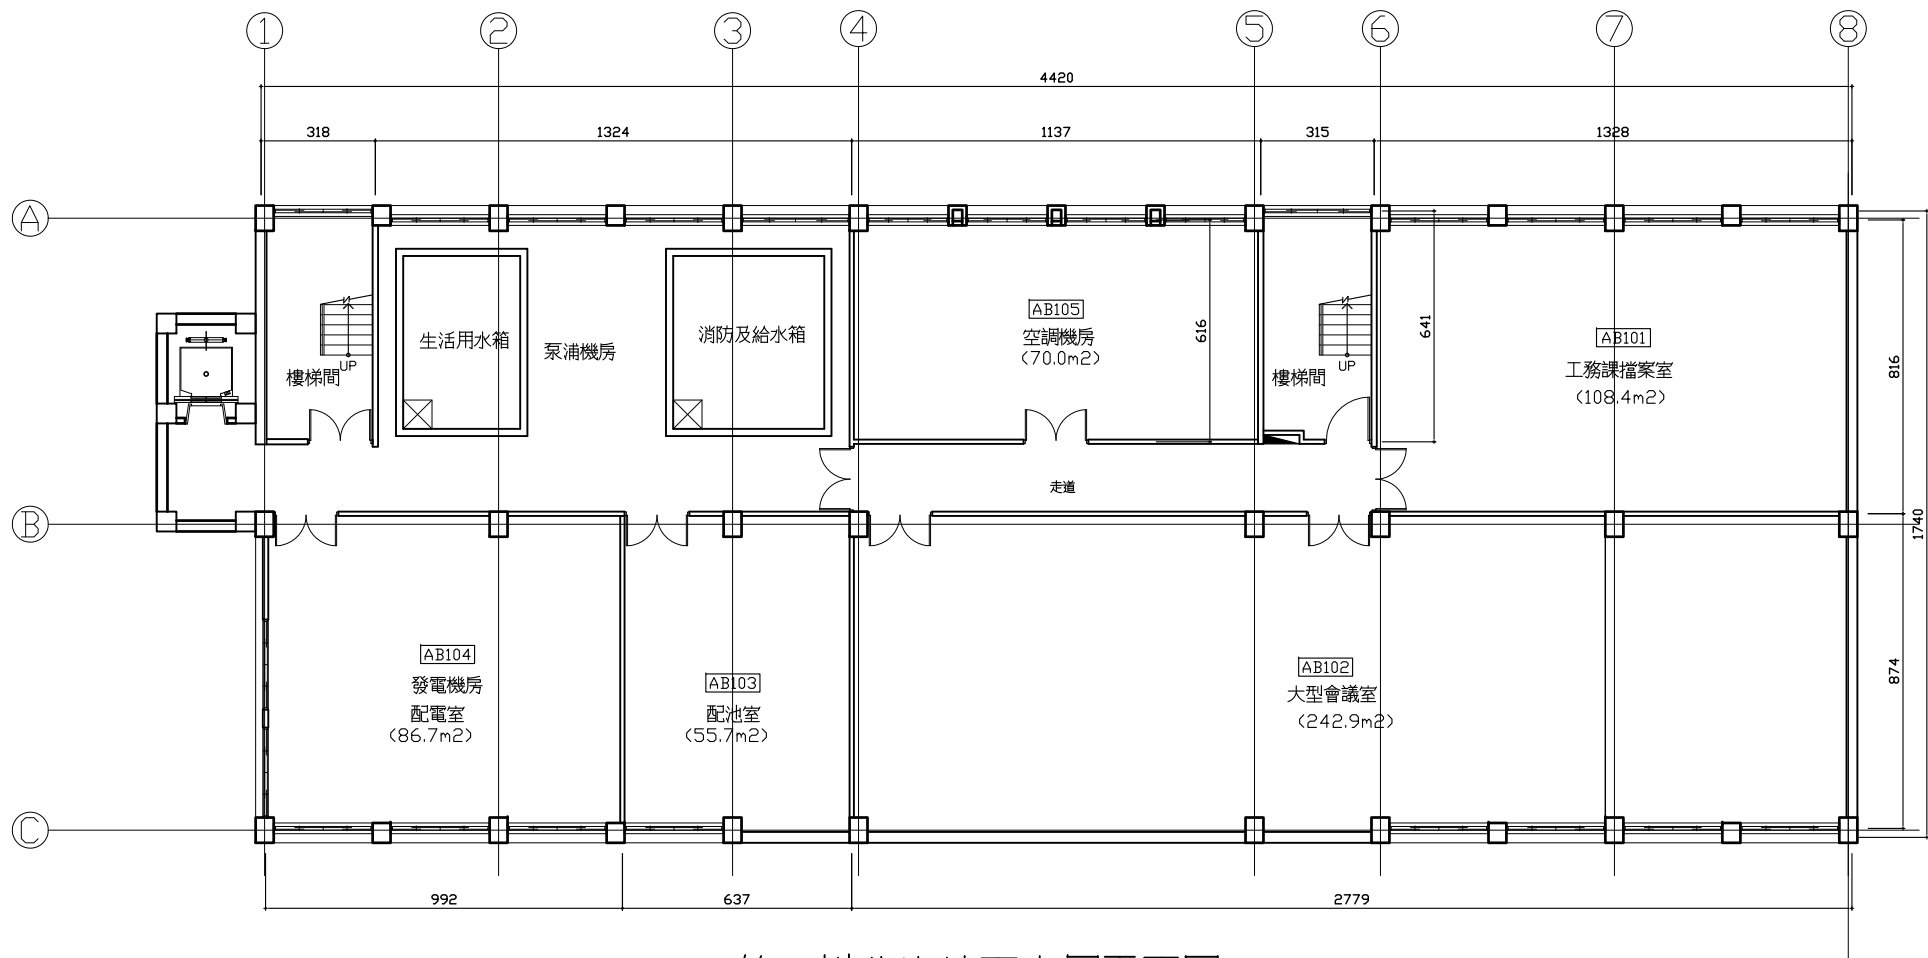 1 2 3 4 5 6 7 8
4420
318 1324 1137 315 1328
A
生活用水箱
泵浦機房
消防及給水箱
樓梯間
UP
AB105
空調機房
(70.0m2)
616
樓梯間
UP
641
AB101
工務課檔案室
(108.4m2)
816
走道
B
1740
AB104
發電機房
配電室
(86.7m2)
AB103
配池室
(55.7m2)
AB102
大型會議室
(242.9m2)
874
C
992 637 2779